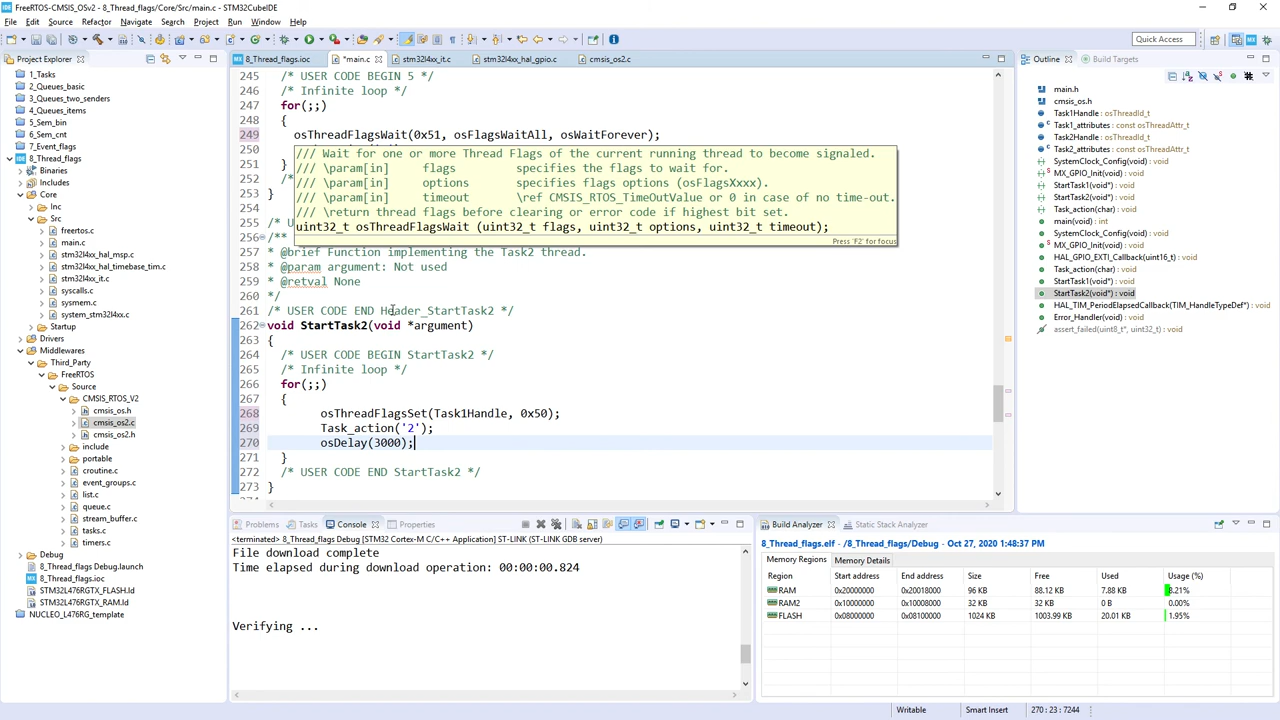 FreeRTOS-CMSIS_OSv2 - 8_Thread_flags/Core/Src/main.c - STM32CubeIDE
File Edit Source Refactor Navigate Search Project Run Window Help
Quick Access
Project Explorer
1_Tasks
2_Queues_basic
3_Queues_two_senders
4_Queues_items
5_Sem_bin
6_Sem_cnt
7_Event_flags
8_Thread_flags
Binaries
Includes
Core
Inc
Src
freertos.c
main.c
stm32l4xx_hal_msp.c
stm32l4xx_hal_timebase_tim.c
stm32l4xx_it.c
syscalls.c
sysmem.c
system_stm32l4xx.c
Startup
Drivers
Middlewares
Third_Party
FreeRTOS
Source
CMSIS_RTOS_V2
cmsis_os.h
cmsis_os2.c
cmsis_os2.h
include
portable
croutine.c
event_groups.c
list.c
queue.c
stream_buffer.c
tasks.c
timers.c
Debug
8_Thread_flags Debug.launch
8_Thread_flags.ioc
STM32L476RGTX_FLASH.ld
STM32L476RGTX_RAM.ld
NUCLEO_L476RG_template
8_Thread_flags.ioc *main.c stm32l4xx_it.c stm32l4xx_hal_gpio.c cmsis_os2.c
245 /* USER CODE BEGIN 5 */
246 /* Infinite loop */
247 for(;;)
248 {
249 osThreadFlagsWait(0x51, osFlagsWaitAll, osWaitForever);
250
/// Wait for one or more Thread Flags of the current running thread to become signaled.
251 }
/// \param[in] flags specifies the flags to wait for.
252 /*
/// \param[in] options specifies flags options (osFlagsXxxx).
253 }
/// \param[in] timeout \ref CMSIS_RTOS_TimeOutValue or 0 in case of no time-out.
254
/// \return thread flags before clearing or error code if highest bit set.
255 /* US
uint32_t osThreadFlagsWait (uint32_t flags, uint32_t options, uint32_t timeout);
256 /**
Press 'F2' for focus
257 * @brief Function implementing the Task2 thread.
258 * @param argument: Not used
259 * @retval None
260 */
261 /* USER CODE END Header_StartTask2 */
262 void StartTask2(void *argument)
263 {
264 /* USER CODE BEGIN StartTask2 */
265 /* Infinite loop */
266 for(;;)
267 {
268 osThreadFlagsSet(Task1Handle, 0x50);
269 Task_action('2');
270 osDelay(3000);
271 }
272 /* USER CODE END StartTask2 */
273 }
Outline Build Targets
main.h
cmsis_os.h
Task1Handle : osThreadId_t
Task1_attributes : const osThreadAttr_t
Task2Handle : osThreadId_t
Task2_attributes : const osThreadAttr_t
SystemClock_Config(void) : void
MX_GPIO_Init(void) : void
StartTask1(void*) : void
StartTask2(void*) : void
Task_action(char) : void
main(void) : int
SystemClock_Config(void) : void
MX_GPIO_Init(void) : void
HAL_GPIO_EXTI_Callback(uint16_t) : void
Task_action(char) : void
StartTask1(void*) : void
StartTask2(void*) : void
HAL_TIM_PeriodElapsedCallback(TIM_HandleTypeDef*) : void
Error_Handler(void) : void
assert_failed(uint8_t*, uint32_t) : void
Problems Tasks Console Properties
<terminated> 8_Thread_flags Debug [STM32 Cortex-M C/C++ Application] ST-LINK (ST-LINK GDB server)
File download complete
Time elapsed during download operation: 00:00:00.824
Verifying ...
Build Analyzer Static Stack Analyzer
8_Thread_flags.elf - /8_Thread_flags/Debug - Oct 27, 2020 1:48:37 PM
Memory Regions Memory Details
Region Start address End address Size Free Used Usage (%)
RAM 0x20000000 0x20018000 96 KB 88.12 KB 7.88 KB 8.21%
RAM2 0x10000000 0x10008000 32 KB 32 KB 0 B 0.00%
FLASH 0x08000000 0x08100000 1024 KB 1003.99 KB 20.01 KB 1.95%
Writable Smart Insert 270 : 23 : 7244